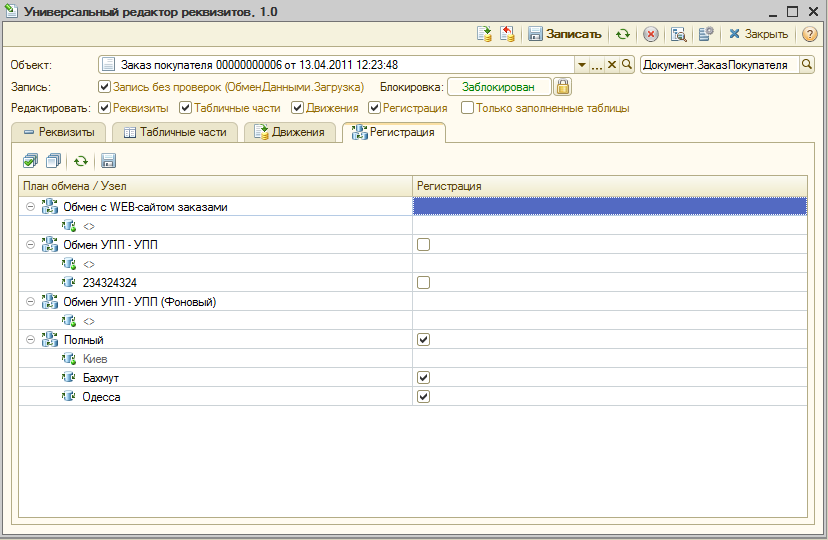 Универсальный редактор реквизитов, 1.0
Записать Закрыть
Объект: Заказ покупателя 00000000006 от 13.04.2011 12:23:48 ... Документ.ЗаказПокупателя
Запись: Запись без проверок (ОбменДанными.Загрузка) Блокировка: Заблокирован
Редактировать: Реквизиты Табличные части Движения Регистрация Только заполненные таблицы
Реквизиты Табличные части Движения Регистрация
План обмена / Узел Регистрация
Обмен с WEB-сайтом заказами
<>
Обмен УПП - УПП
<>
234324324
Обмен УПП - УПП (Фоновый)
<>
Полный
Киев
Бахмут
Одесса